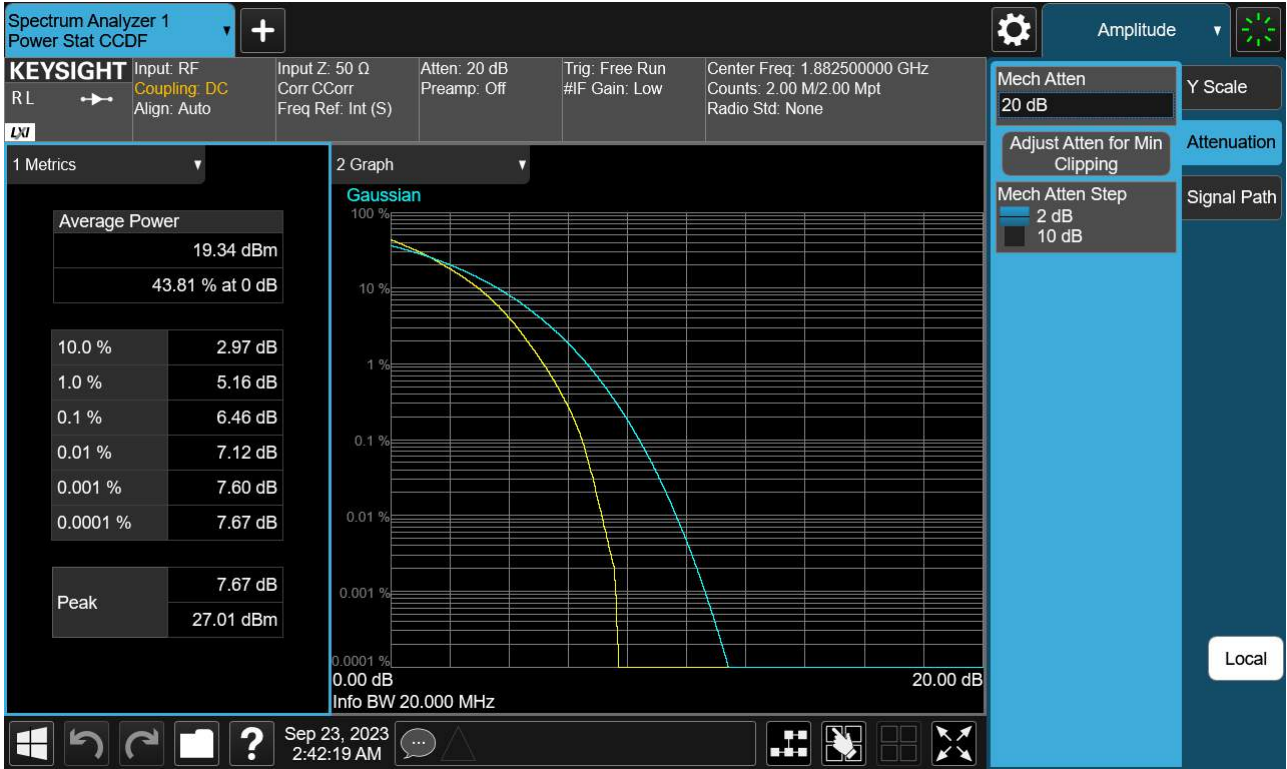 Spectrum Analyzer 1
Power Stat CCDF
Amplitude
KEYSIGHT
R L
LXI
Input: RF
Coupling: DC
Align: Auto
Input Z: 50 Ω
Corr CCorr
Freq Ref: Int (S)
Atten: 20 dB
Preamp: Off
Trig: Free Run
#IF Gain: Low
Center Freq: 1.882500000 GHz
Counts: 2.00 M/2.00 Mpt
Radio Std: None
1 Metrics
Average Power
19.34 dBm
43.81 % at 0 dB
10.0 % 2.97 dB
1.0 % 5.16 dB
0.1 % 6.46 dB
0.01 % 7.12 dB
0.001 % 7.60 dB
0.0001 % 7.67 dB
Peak
7.67 dB
27.01 dBm
2 Graph
Gaussian
100 %
10 %
1 %
0.1 %
0.01 %
0.001 %
0.0001 %
0.00 dB 20.00 dB
Info BW 20.000 MHz
Mech Atten
20 dB
Adjust Atten for Min
Clipping
Mech Atten Step
2 dB
10 dB
Y Scale
Attenuation
Signal Path
Local
?
Sep 23, 2023
2:42:19 AM